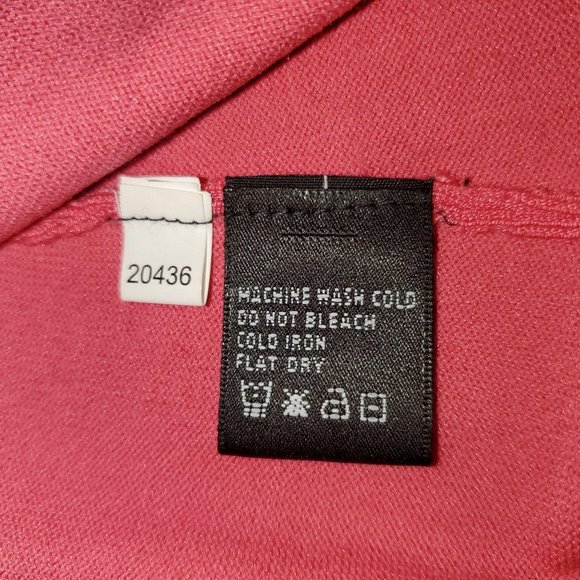 20436
MACHINE WASH COLD
DO NOT BLEACH
COLD IRON
FLAT DRY